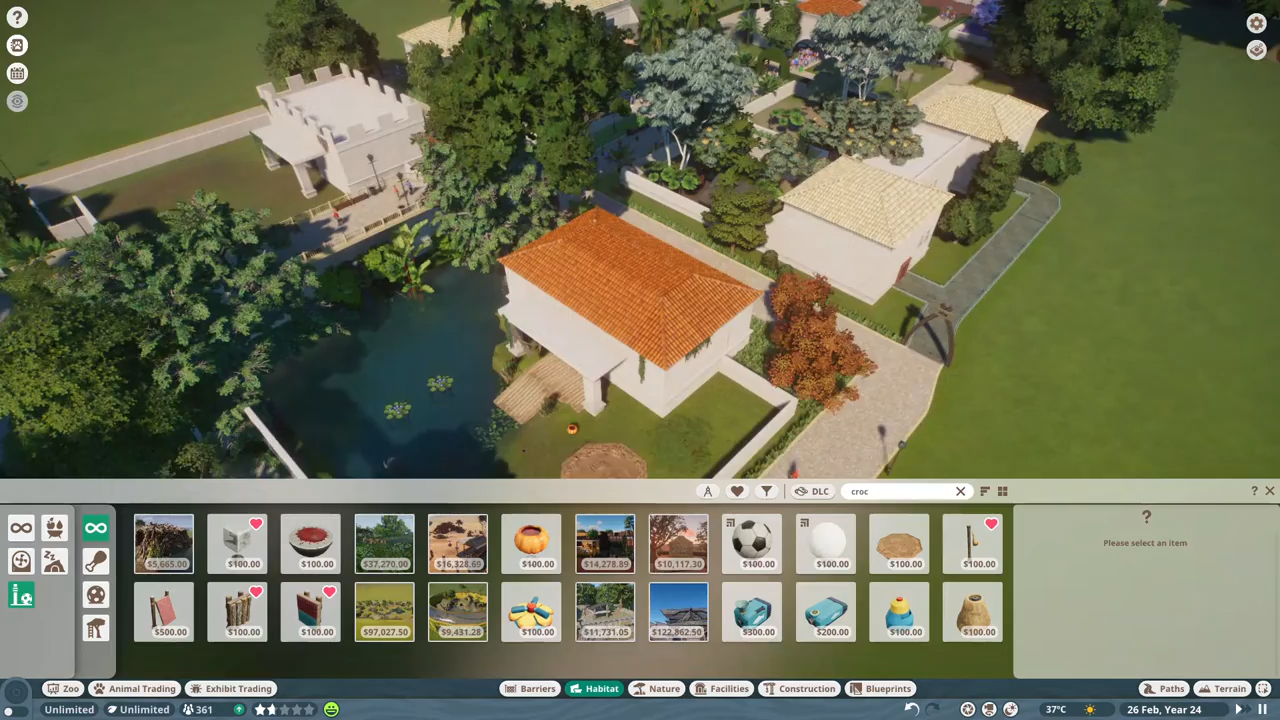 DLC
croc
?
?
Please select an item
$5,665.00
$100.00
$100.00
$37,270.00
$16,328.69
$100.00
$14,278.89
$10,117.30
$100.00
$100.00
$100.00
$100.00
$500.00
$100.00
$100.00
$97,027.50
$9,431.28
$100.00
$11,731.05
$122,862.50
$300.00
$200.00
$100.00
$100.00
Zoo
Animal Trading
Exhibit Trading
Barriers
Habitat
Nature
Facilities
Construction
Blueprints
Paths
Terrain
Unlimited
Unlimited
361
37°C
26 Feb, Year 24